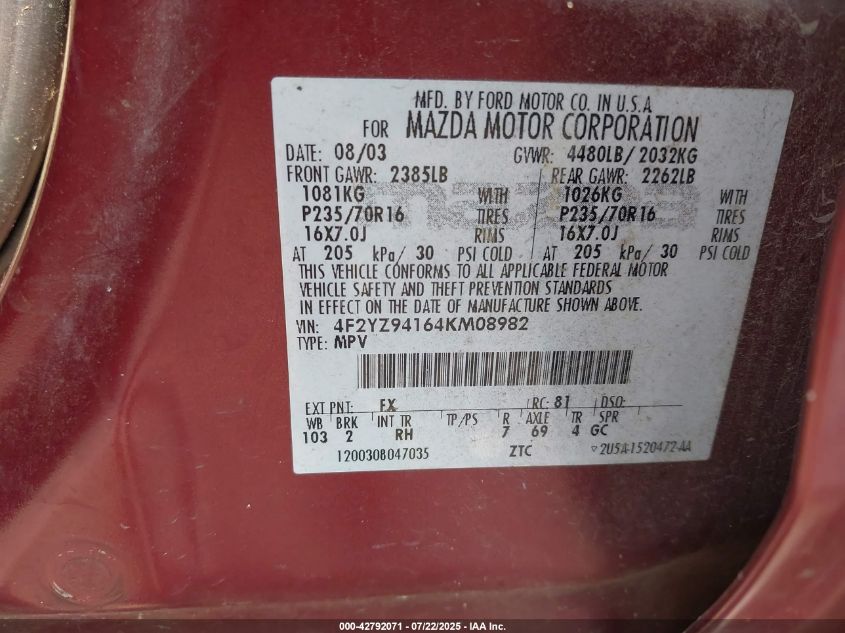 MFD. BY FORD MOTOR CO. IN U.S.A.
FOR MAZDA MOTOR CORPORATION
DATE: 08/03 GVWR: 4480LB/ 2032KG
FRONT GAWR: 2385LB REAR GAWR: 2262LB
1081KG WITH 1026KG WITH
P235/70R16 TIRES P235/70R16 TIRES
16X7.0J RIMS 16X7.0J RIMS
AT 205 kPa/ 30 PSI COLD AT 205 kPa/ 30 PSI COLD
THIS VEHICLE CONFORMS TO ALL APPLICABLE FEDERAL MOTOR
VEHICLE SAFETY AND THEFT PREVENTION STANDARDS
IN EFFECT ON THE DATE OF MANUFACTURE SHOWN ABOVE.
VIN: 4F2YZ94164KM08982
TYPE: MPV
EXT PNT: FX RC: 81 DSO:
WB BRK INT TR TP/PS R AXLE TR SPR
103 2 RH 7 69 4 GC
120030B047035 ZTC 2U5A-1520472-AA
000-42792071 - 07/22/2025 - IAA Inc.